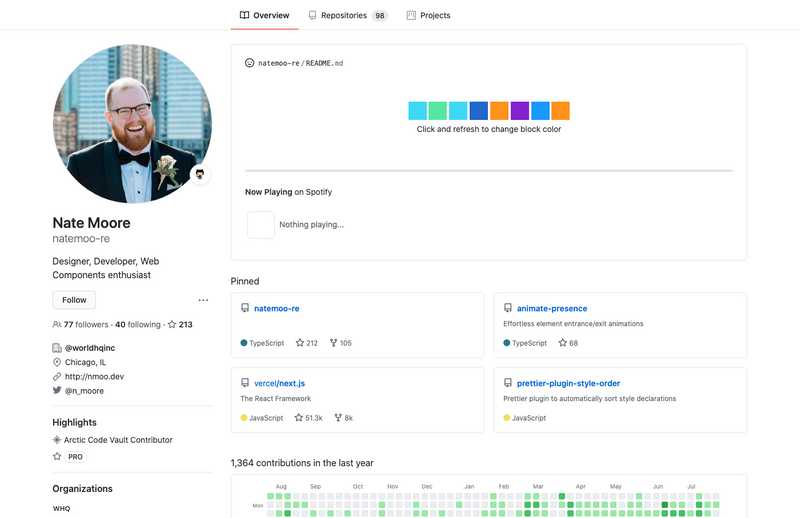 Overview
Repositories 98
Projects
natemoo-re/README.md
Click and refresh to change block color
Now Playing on Spotify
Nothing playing...
Nate Moore
natemoo-re
Designer, Developer, Web
Components enthusiast
Follow
77 followers · 40 following · 213
@worldhqinc
Chicago, IL
http://nmoo.dev
@n_moore
Highlights
Arctic Code Vault Contributor
PRO
Organizations
WHQ
Pinned
natemoo-re
TypeScript 212 105
animate-presence
Effortless element entrance/exit animations
TypeScript 68
vercel/next.js
The React Framework
JavaScript 51.3k 8k
prettier-plugin-style-order
Prettier plugin to automatically sort style declarations
JavaScript
1,364 contributions in the last year
Aug Sep Oct Nov Dec Jan Feb Mar Apr May Jun Jul
Mon